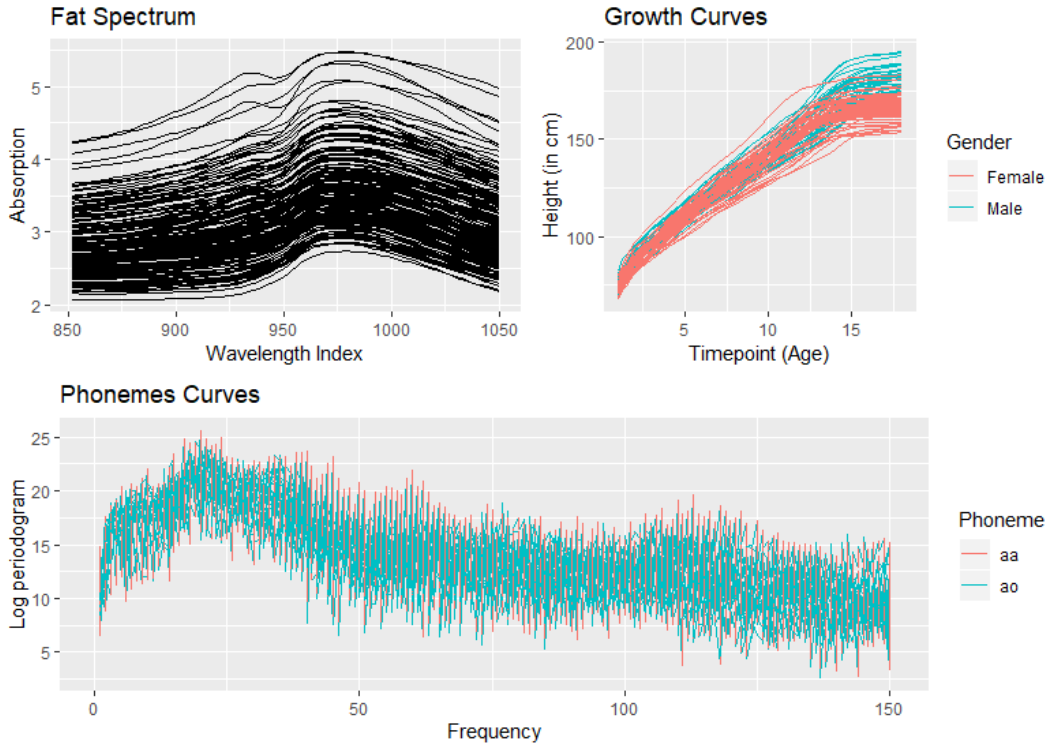 Fat Spectrum
Absorption
5
4
3
2
850
900
950
1000
1050
Wavelength Index
Growth Curves
Height (in cm)
200
150
100
5
10
15
Timepoint (Age)
Gender
Female
Male
Phonemes Curves
Log periodogram
25
20
15
10
5
0
50
100
150
Frequency
Phoneme
aa
ao